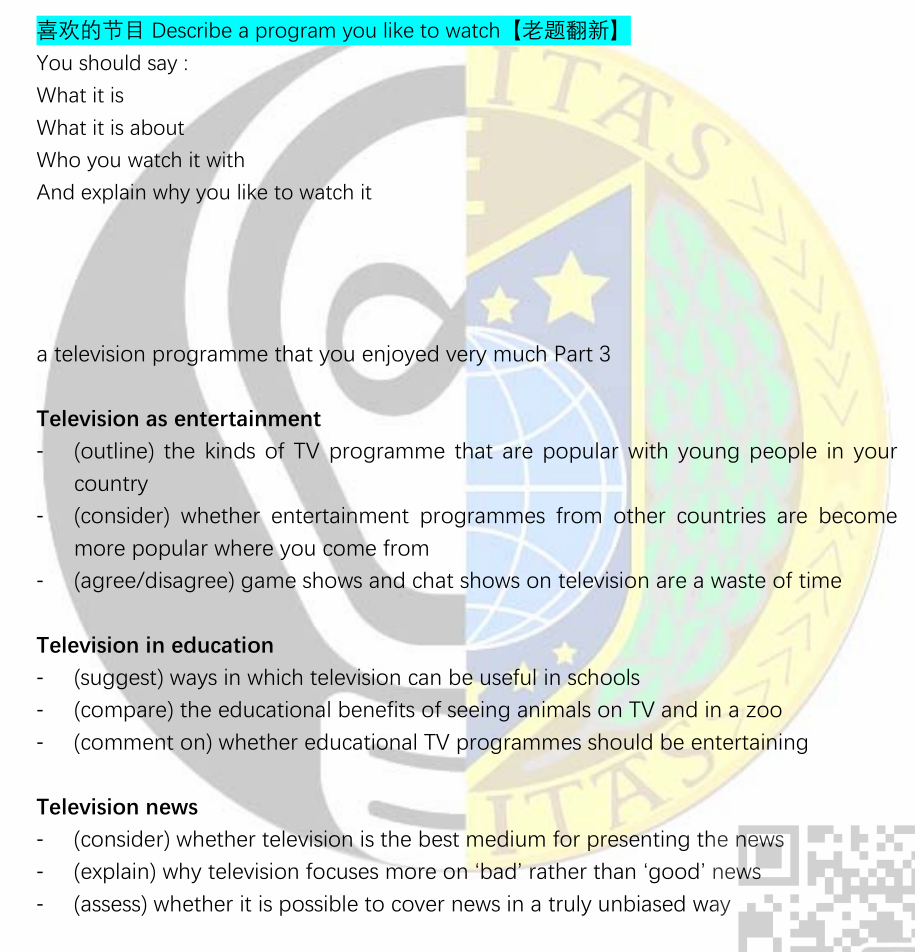 喜欢的节目 Describe a program you like to watch【老题翻新】
You should say :
What it is
What it is about
Who you watch it with
And explain why you like to watch it
a television programme that you enjoyed very much Part 3
Television as entertainment
- (outline) the kinds of TV programme that are popular with young people in your
country
- (consider) whether entertainment programmes from other countries are become
more popular where you come from
- (agree/disagree) game shows and chat shows on television are a waste of time
Television in education
- (suggest) ways in which television can be useful in schools
- (compare) the educational benefits of seeing animals on TV and in a zoo
- (comment on) whether educational TV programmes should be entertaining
Television news
- (consider) whether television is the best medium for presenting the news
- (explain) why television focuses more on ‘bad’ rather than ‘good’ news
- (assess) whether it is possible to cover news in a truly unbiased way
ITAS
ITAS